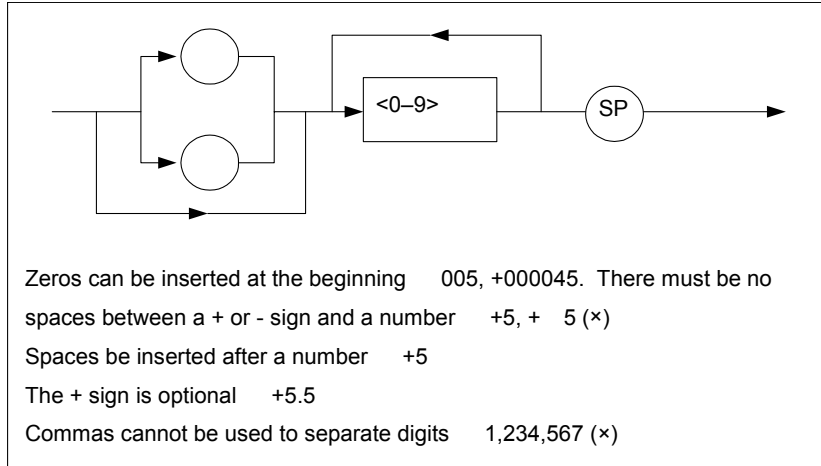 <0–9>
SP
Zeros can be inserted at the beginning 005, +000045. There must be no
spaces between a + or - sign and a number +5, + 5 (×)
Spaces be inserted after a number +5
The + sign is optional +5.5
Commas cannot be used to separate digits 1,234,567 (×)